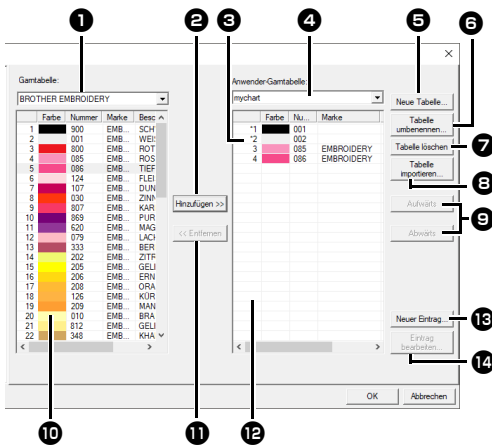 1 2 3 4 5 6
Garntabelle:
Anwender-Garntabelle:
BROTHER EMBROIDERY
mychart
Neue Tabelle...
Tabelle
umbenennen...
Tabelle löschen
7
Tabelle
importieren...
8
Aufwärts
9
Abwärts
Farbe Nummer Marke Besc
1 900 EMB... SCH
2 001 EMB... WEI
3 800 EMB... ROT
4 085 EMB... ROS
5 086 EMB... TIEF
6 124 EMB... FLEI
7 107 EMB... DUN
8 030 EMB... ZINN
9 807 EMB... KAR
10 869 EMB... PUR
11 620 EMB... MAG
12 079 EMB... LACH
13 333 EMB... BER
14 202 EMB... ZITR
15 205 EMB... GELI
16 206 EMB... ERN
17 208 EMB... ORA
18 126 EMB... KÜR
19 209 EMB... MAN
20 010 EMB... BRA
21 812 EMB... GELI
22 348 EMB... KHA
Hinzufügen >>
<< Entfernen
Farbe Nu... Marke
*1 001
*2 002
3 085 EMBROIDERY
4 086 EMBROIDERY
Neuer Eintrag...
13
Eintrag
bearbeiten...
14
OK Abbrechen
10 11 12